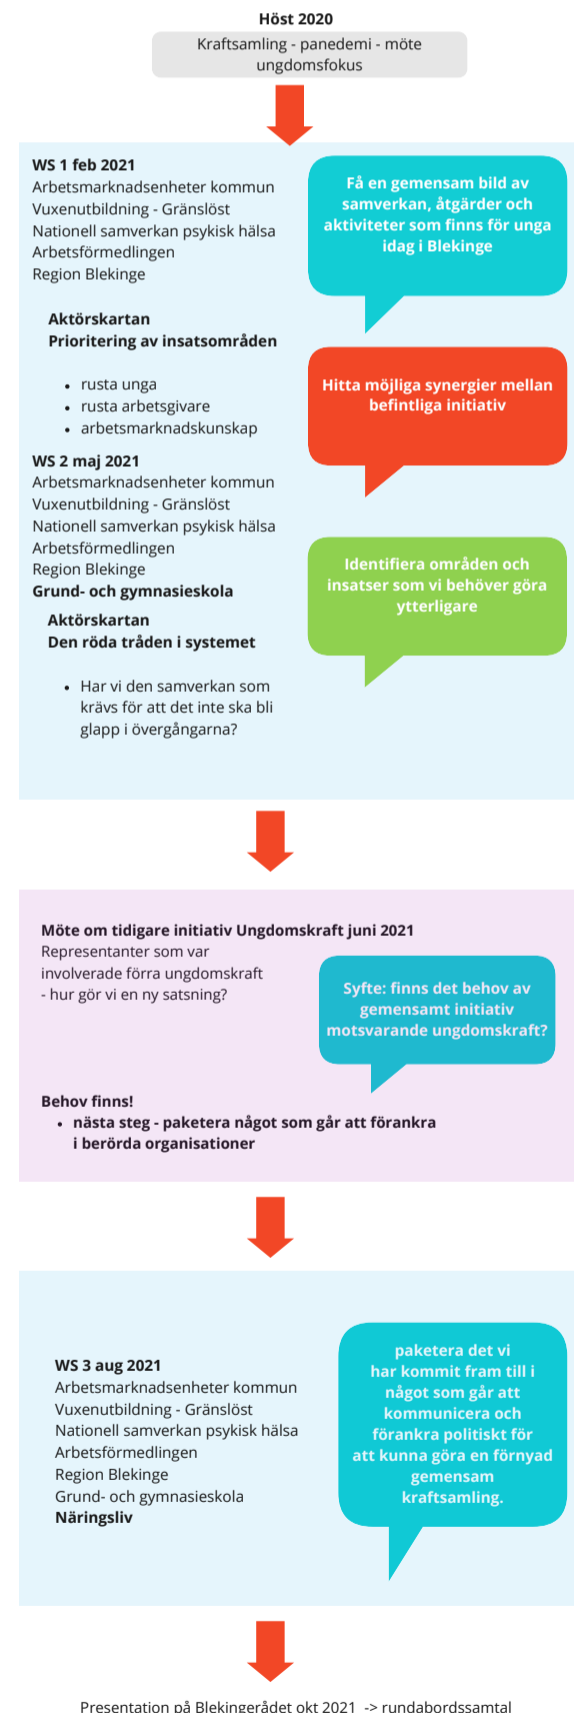 Höst 2020
Kraftsamling - panedemi - möte
ungdomsfokus
WS 1 feb 2021
Arbetsmarknadsenheter kommun
Vuxenutbildning - Gränslöst
Nationell samverkan psykisk hälsa
Arbetsförmedlingen
Region Blekinge
Få en gemensam bild av
samverkan, åtgärder och
aktiviteter som finns för unga
idag i Blekinge
Aktörskartan
Prioritering av insatsområden
• rusta unga
• rusta arbetsgivare
• arbetsmarknadskunskap
Hitta möjliga synergier mellan
befintliga initiativ
WS 2 maj 2021
Arbetsmarknadsenheter kommun
Vuxenutbildning - Gränslöst
Nationell samverkan psykisk hälsa
Arbetsförmedlingen
Region Blekinge
Grund- och gymnasieskola
Identifiera områden och
insatser som vi behöver göra
ytterligare
Aktörskartan
Den röda tråden i systemet
• Har vi den samverkan som
krävs för att det inte ska bli
glapp i övergångarna?
Möte om tidigare initiativ Ungdomskraft juni 2021
Representanter som var
involverade förra ungdomskraft
- hur gör vi en ny satsning?
Syfte: finns det behov av
gemensamt initiativ
motsvarande ungdomskraft?
Behov finns!
• nästa steg - paketera något som går att förankra
i berörda organisationer
WS 3 aug 2021
Arbetsmarknadsenheter kommun
Vuxenutbildning - Gränslöst
Nationell samverkan psykisk hälsa
Arbetsförmedlingen
Region Blekinge
Grund- och gymnasieskola
Näringsliv
paketera det vi
har kommit fram till i
något som går att
kommunicera och
förankra politiskt för
att kunna göra en förnyad
gemensam
kraftsamling.
Presentation på Blekingerådet okt 2021 -> rundabordssamtal